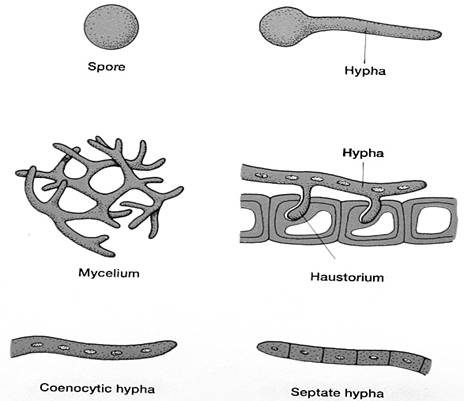 Spore
Hypha
Mycelium
Hypha
Haustorium
Coenocytic hypha
Septate hypha